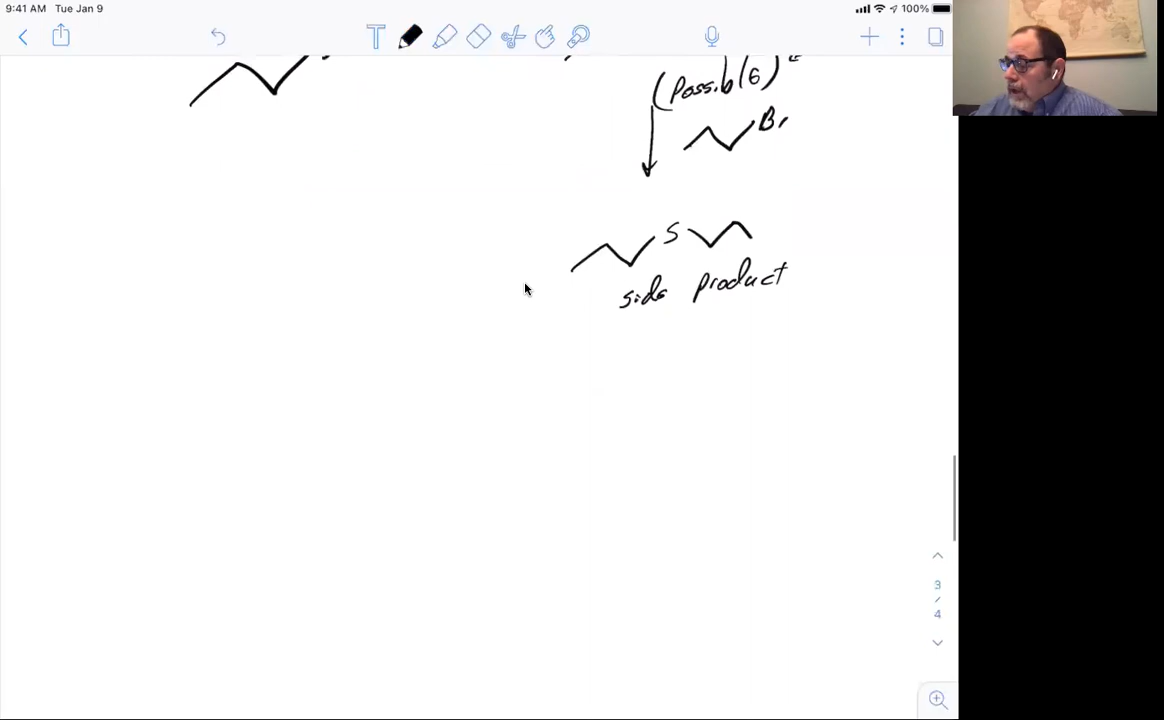 9:41 AM Tue Jan 9
100%
T
(Possible)
Br
S
side product
3
/
4